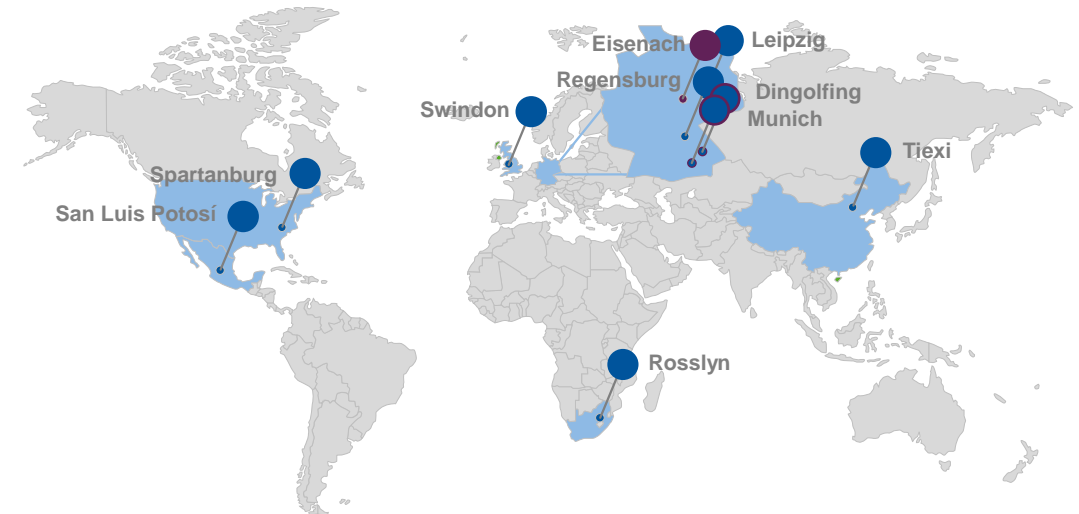 Eisenach
Leipzig
Regensburg
Dingolfing
Swindon
Munich
Tiexi
Spartanburg
San Luis Potosí
Rosslyn